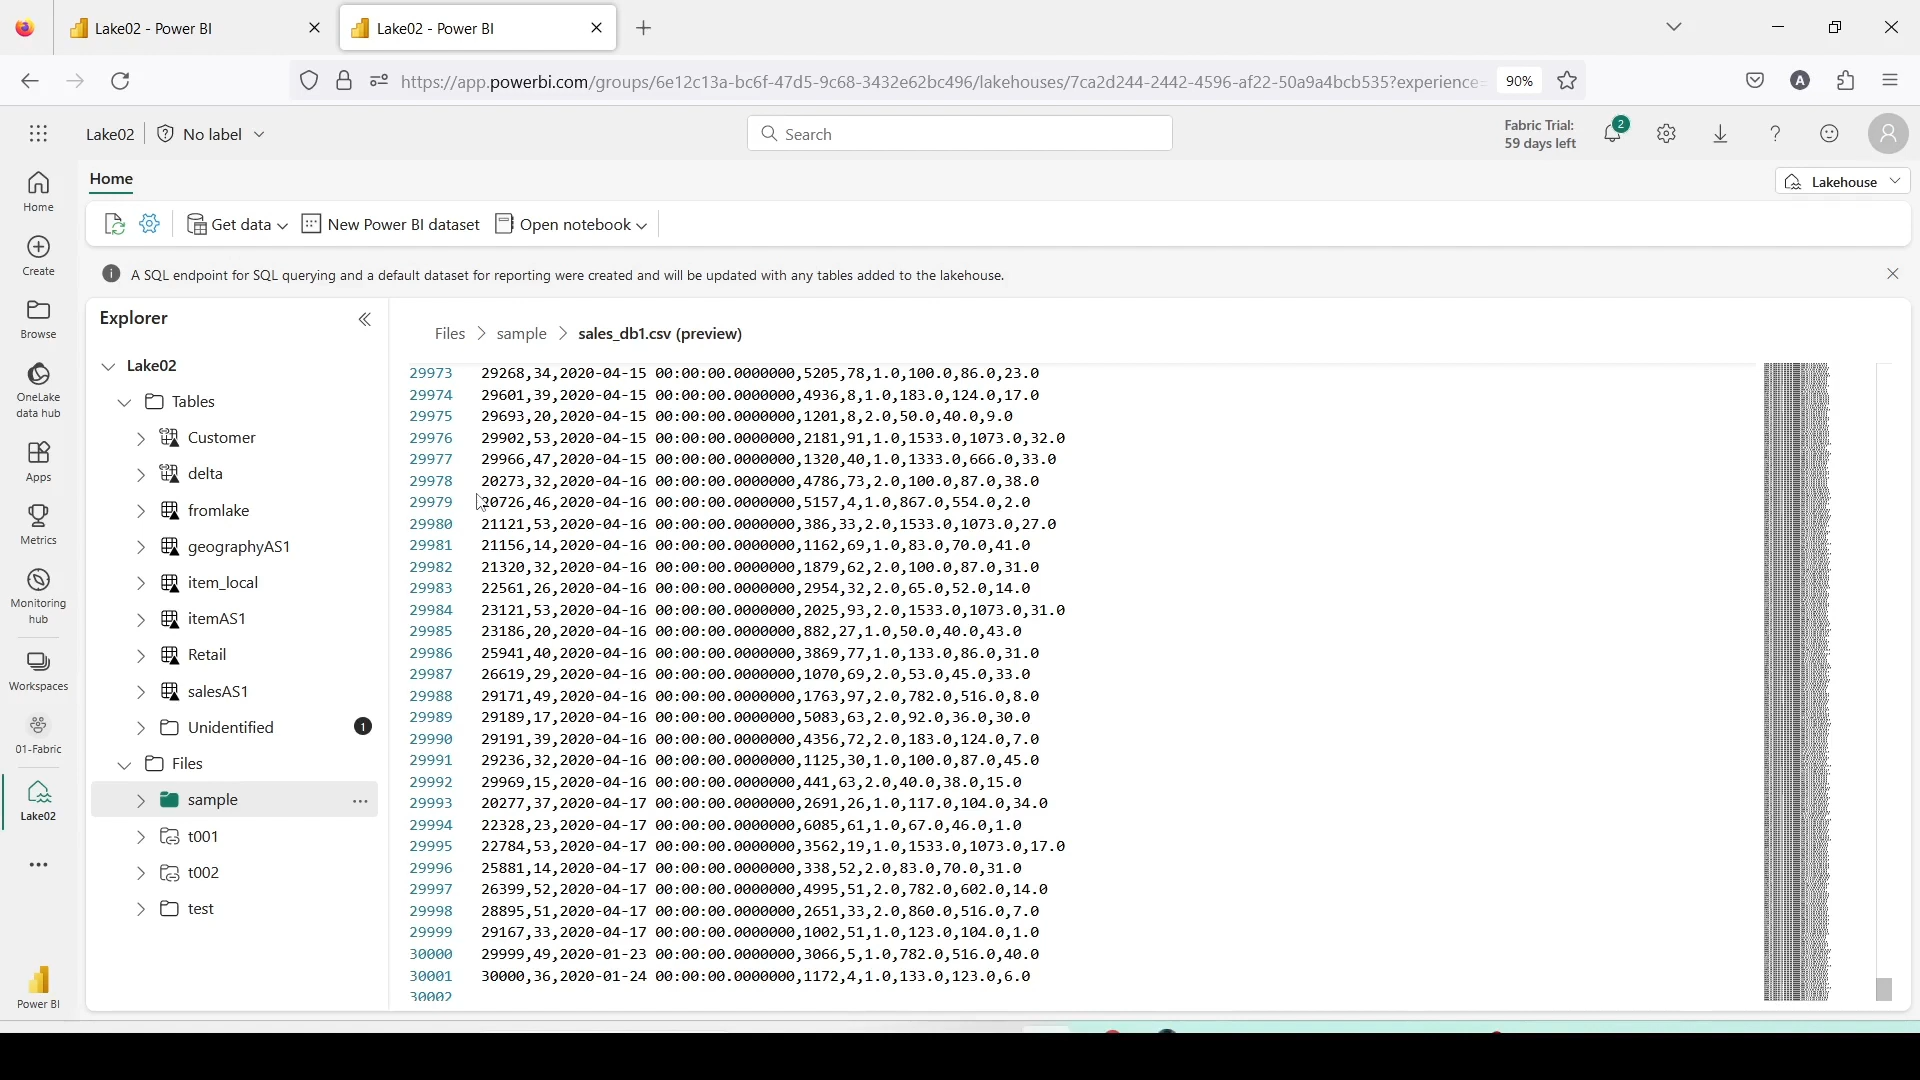 Lake02 - Power BI
Lake02 - Power BI
https://app.powerbi.com/groups/6e12c13a-bc6f-47d5-9c68-3432e62bc496/lakehouses/7ca2d244-2442-4596-af22-50a9a4bcb535?experience=
90%
A
Lake02
No label
Search
Fabric Trial:
59 days left
2
Home
Lakehouse
Get data
New Power BI dataset
Open notebook
A SQL endpoint for SQL querying and a default dataset for reporting were created and will be updated with any tables added to the lakehouse.
Home
Create
Browse
OneLake
data hub
Apps
Metrics
Monitoring
hub
Workspaces
01-Fabric
Lake02
Power BI
Explorer
Lake02
Tables
Customer
delta
fromlake
geographyAS1
item_local
itemAS1
Retail
salesAS1
Unidentified
1
Files
sample
t001
t002
test
Files > sample > sales_db1.csv (preview)
29973 29268,34,2020-04-15 00:00:00.0000000,5205,78,1.0,100.0,86.0,23.0
29974 29601,39,2020-04-15 00:00:00.0000000,4936,8,1.0,183.0,124.0,17.0
29975 29693,20,2020-04-15 00:00:00.0000000,1201,8,2.0,50.0,40.0,9.0
29976 29902,53,2020-04-15 00:00:00.0000000,2181,91,1.0,1533.0,1073.0,32.0
29977 29966,47,2020-04-15 00:00:00.0000000,1320,40,1.0,1333.0,666.0,33.0
29978 20273,32,2020-04-16 00:00:00.0000000,4786,73,2.0,100.0,87.0,38.0
29979 20726,46,2020-04-16 00:00:00.0000000,5157,4,1.0,867.0,554.0,2.0
29980 21121,53,2020-04-16 00:00:00.0000000,386,33,2.0,1533.0,1073.0,27.0
29981 21156,14,2020-04-16 00:00:00.0000000,1162,69,1.0,83.0,70.0,41.0
29982 21320,32,2020-04-16 00:00:00.0000000,1879,62,2.0,100.0,87.0,31.0
29983 22561,26,2020-04-16 00:00:00.0000000,2954,32,2.0,65.0,52.0,14.0
29984 23121,53,2020-04-16 00:00:00.0000000,2025,93,2.0,1533.0,1073.0,31.0
29985 23186,20,2020-04-16 00:00:00.0000000,882,27,1.0,50.0,40.0,43.0
29986 25941,40,2020-04-16 00:00:00.0000000,3869,77,1.0,133.0,86.0,31.0
29987 26619,29,2020-04-16 00:00:00.0000000,1070,69,2.0,53.0,45.0,33.0
29988 29171,49,2020-04-16 00:00:00.0000000,1763,97,2.0,782.0,516.0,8.0
29989 29189,17,2020-04-16 00:00:00.0000000,5083,63,2.0,92.0,36.0,30.0
29990 29191,39,2020-04-16 00:00:00.0000000,4356,72,2.0,183.0,124.0,7.0
29991 29236,32,2020-04-16 00:00:00.0000000,1125,30,1.0,100.0,87.0,45.0
29992 29969,15,2020-04-16 00:00:00.0000000,441,63,2.0,40.0,38.0,15.0
29993 20277,37,2020-04-17 00:00:00.0000000,2691,26,1.0,117.0,104.0,34.0
29994 22328,23,2020-04-17 00:00:00.0000000,6085,61,1.0,67.0,46.0,1.0
29995 22784,53,2020-04-17 00:00:00.0000000,3562,19,1.0,1533.0,1073.0,17.0
29996 25881,14,2020-04-17 00:00:00.0000000,338,52,2.0,83.0,70.0,31.0
29997 26399,52,2020-04-17 00:00:00.0000000,4995,51,2.0,782.0,602.0,14.0
29998 28895,51,2020-04-17 00:00:00.0000000,2651,33,2.0,860.0,516.0,7.0
29999 29167,33,2020-04-17 00:00:00.0000000,1002,51,1.0,123.0,104.0,1.0
30000 29999,49,2020-01-23 00:00:00.0000000,3066,5,1.0,782.0,516.0,40.0
30001 30000,36,2020-01-24 00:00:00.0000000,1172,4,1.0,133.0,123.0,6.0
30002